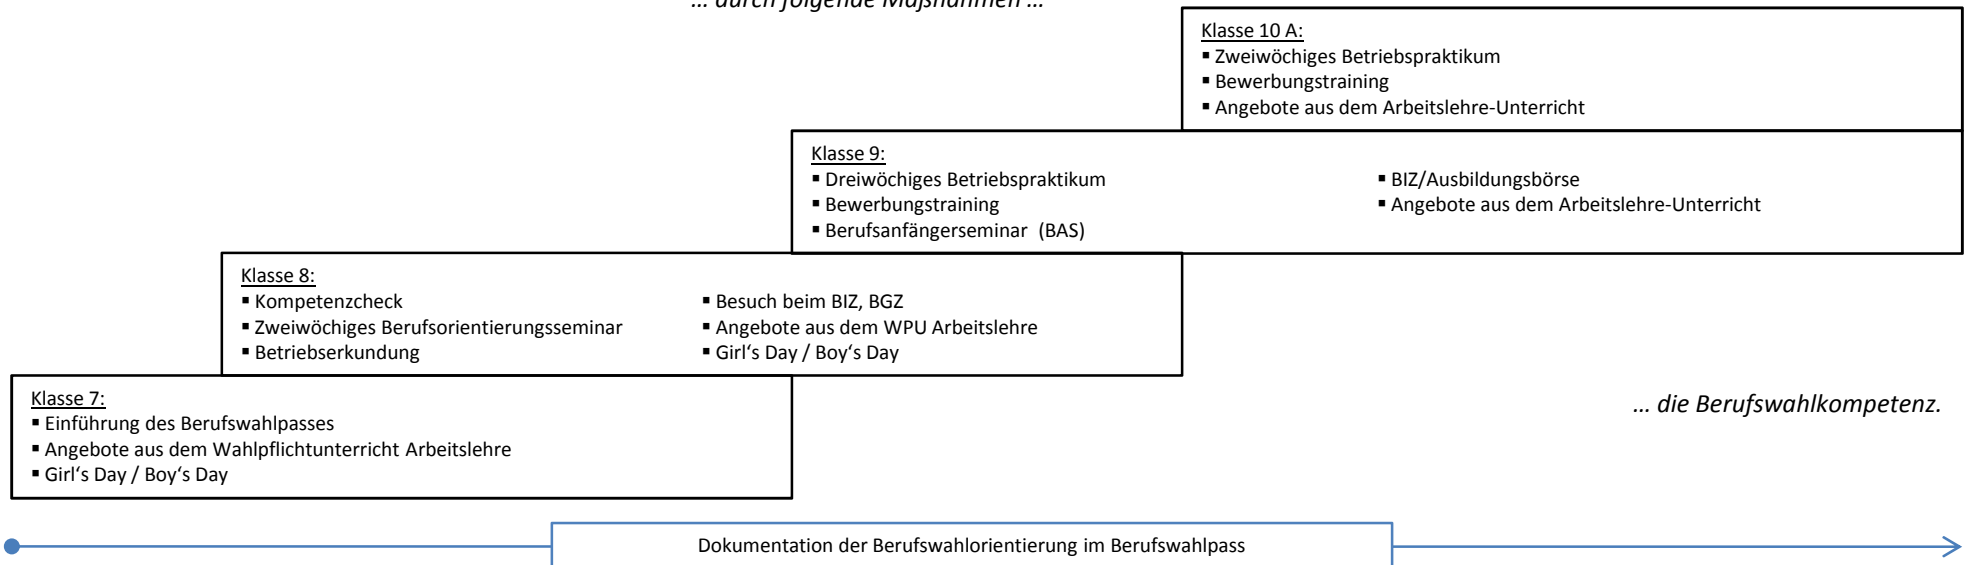 … durch folgende Maßnahmen …
Klasse 10 A:
▪ Zweiwöchiges Betriebspraktikum
▪ Bewerbungstraining
▪ Angebote aus dem Arbeitslehre-Unterricht
Klasse 9:
▪ Dreiwöchiges Betriebspraktikum
▪ Bewerbungstraining
▪ Berufsanfängerseminar (BAS)
▪ BIZ/Ausbildungsbörse
▪ Angebote aus dem Arbeitslehre-Unterricht
Klasse 8:
▪ Kompetenzcheck
▪ Zweiwöchiges Berufsorientierungsseminar
▪ Betriebserkundung
▪ Besuch beim BIZ, BGZ
▪ Angebote aus dem WPU Arbeitslehre
▪ Girl‘s Day / Boy‘s Day
Klasse 7:
▪ Einführung des Berufswahlpasses
▪ Angebote aus dem Wahlpflichtunterricht Arbeitslehre
▪ Girl‘s Day / Boy‘s Day
… die Berufswahlkompetenz.
Dokumentation der Berufswahlorientierung im Berufswahlpass